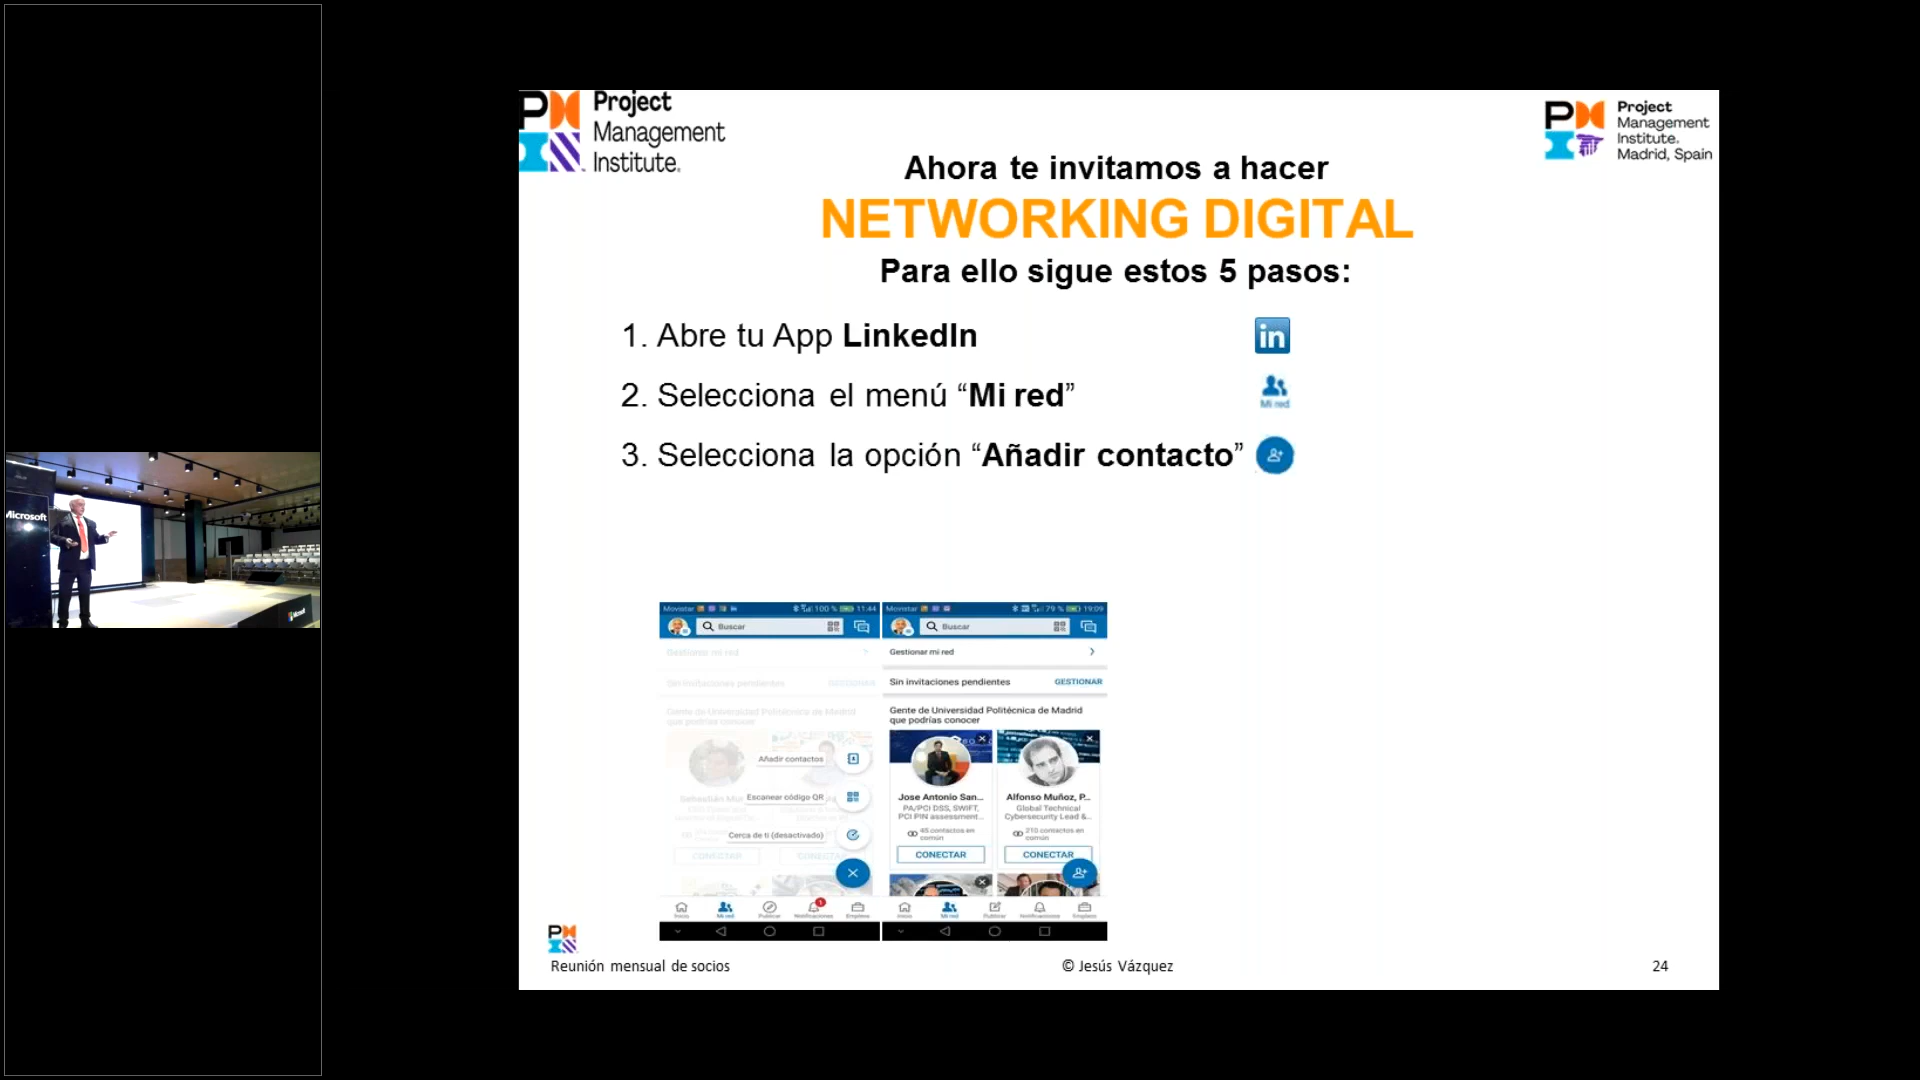 Microsoft
Project
Management
Institute.
Project
Management
Institute.
Madrid, Spain
Ahora te invitamos a hacer
NETWORKING DIGITAL
Para ello sigue estos 5 pasos:
1. Abre tu App LinkedIn
in
2. Selecciona el menú “Mi red”
Mi red
3. Selecciona la opción “Añadir contacto”
Movistar 100 % 11:44
Buscar
Gestionar mi red
Sin invitaciones pendientes GESTIONAR
Gente de Universidad Politécnica de Madrid
que podrías conocer
Añadir contactos
Escanear código QR
Cerca de ti (desactivado)
CONECTAR
Inicio Mi red Publicar Notificaciones Empleos
Movistar 79 % 19:09
Buscar
Gestionar mi red
Sin invitaciones pendientes GESTIONAR
Gente de Universidad Politécnica de Madrid
que podrías conocer
Jose Antonio San...
PA/PCI DSS, SWIFT,
PCI PIN assessment...
45 contactos en
común
CONECTAR
Alfonso Muñoz, P...
Global Technical
Cybersecurity Lead &...
210 contactos en
común
CONECTAR
Inicio Mi red Publicar Notificaciones Empleos
Reunión mensual de socios
© Jesús Vázquez
24